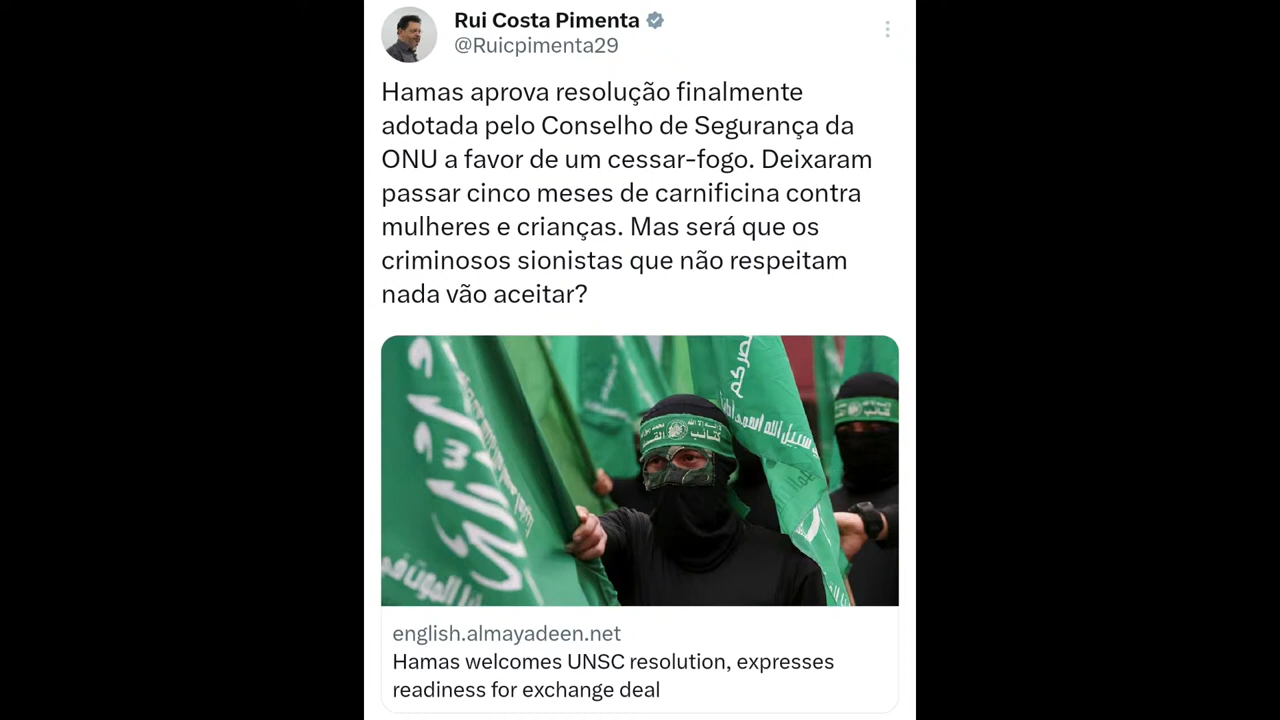 Rui Costa Pimenta
@Ruicpimenta29
Hamas aprova resolução finalmente
adotada pelo Conselho de Segurança da
ONU a favor de um cessar-fogo. Deixaram
passar cinco meses de carnificina contra
mulheres e crianças. Mas será que os
criminosos sionistas que não respeitam
nada vão aceitar?
كتائب
english.almayadeen.net
Hamas welcomes UNSC resolution, expresses
readiness for exchange deal